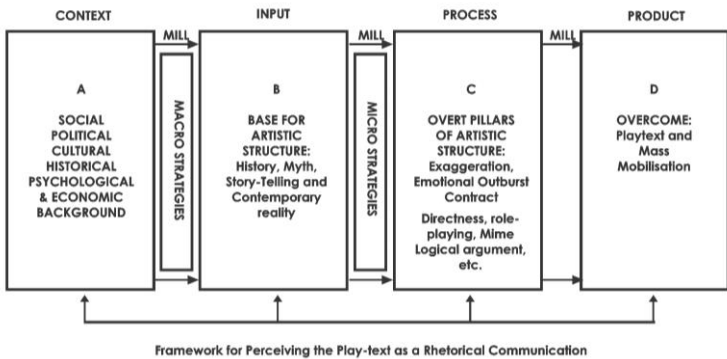 CONTEXT
INPUT
PROCESS
PRODUCT
MILL
MILL
MILL
A
SOCIAL
POLITICAL
CULTURAL
HISTORICAL
PSYCHOLOGICAL
& ECONOMIC
BACKGROUND
MACRO STRATEGIES
B
BASE FOR
ARTISTIC
STRUCTURE:
History, Myth,
Story-Telling and
Contemporary
reality
MICRO STRATEGIES
C
OVERT PILLARS
OF ARTISTIC
STRUCTURE:
Exaggeration,
Emotional Outburst
Contract
Directness, role-
playing, Mime
Logical argument,
etc.
D
OVERCOME:
Playtext and
Mass
Mobilisation
Framework for Perceiving the Play-text as a Rhetorical Communication